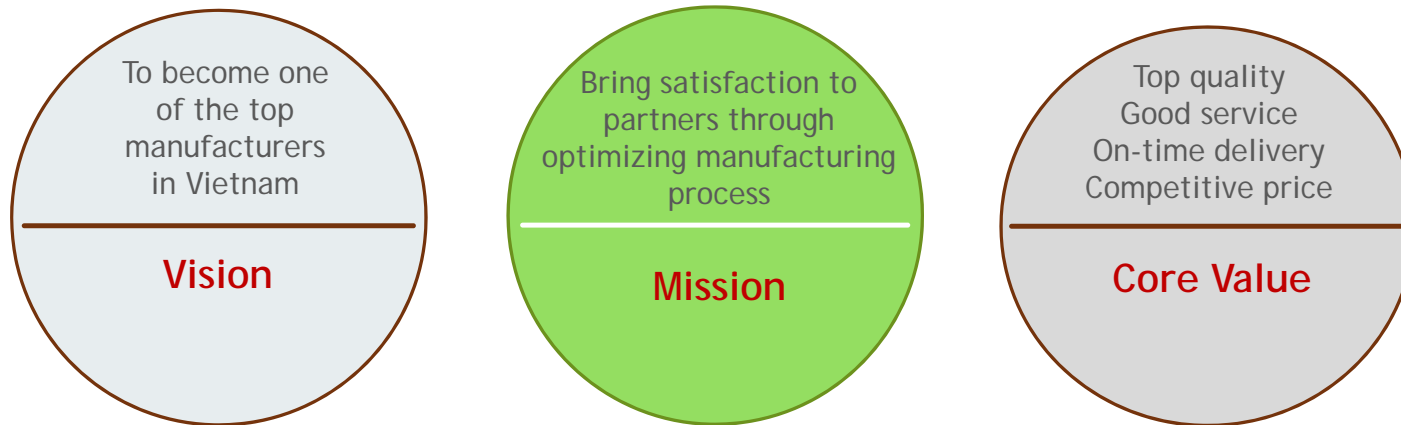 To become one
of the top
manufacturers
in Vietnam
Vision
Bring satisfaction to
partners through
optimizing manufacturing
process
Mission
Top quality
Good service
On-time delivery
Competitive price
Core Value